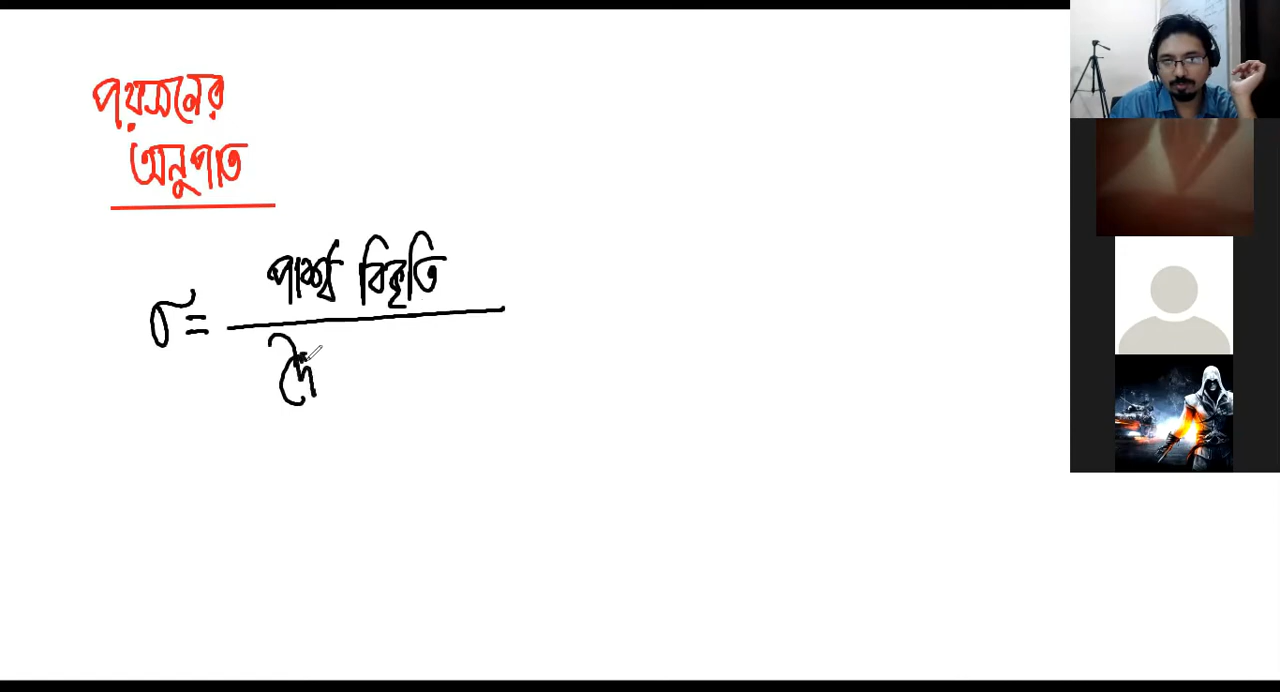 পয়সনের
অনুপাত
σ = পার্শ্ব বিকৃতি
দৈ